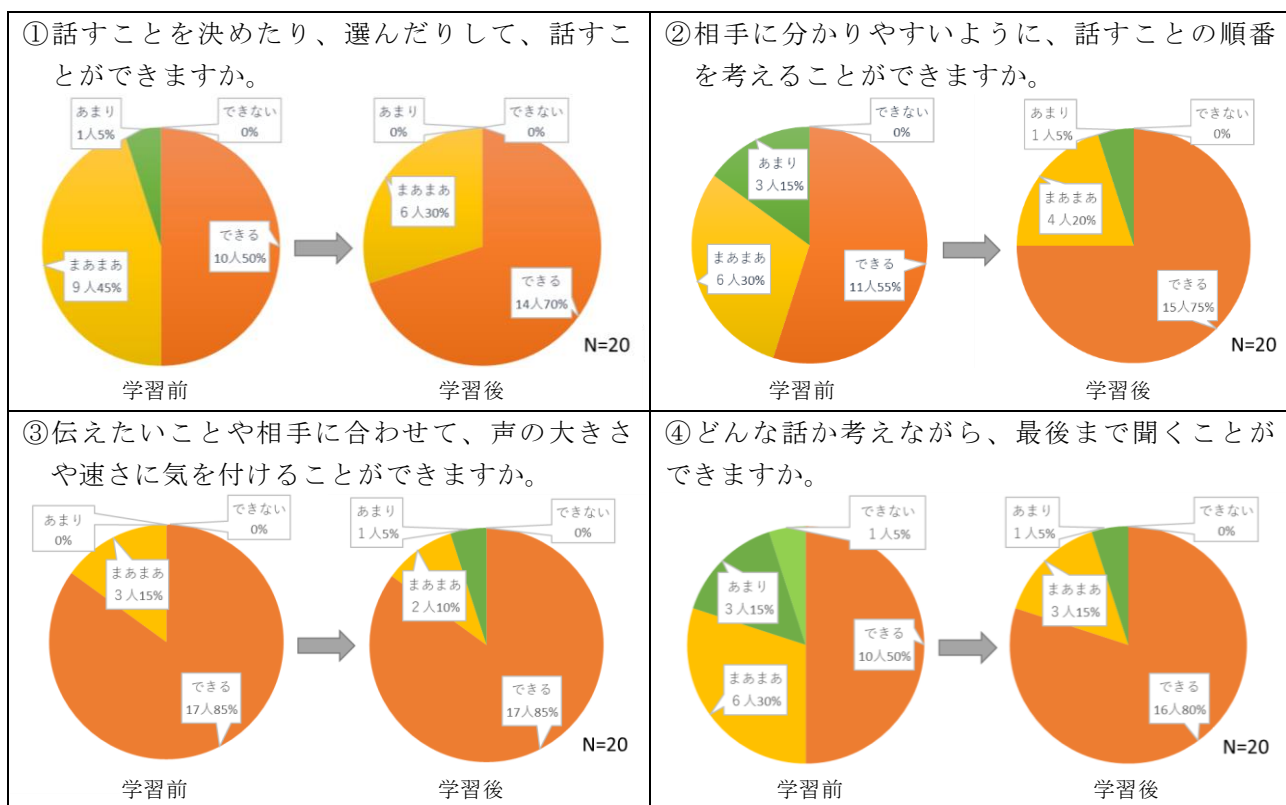 ①話すことを決めたり、選んだりして、話すこ
とができますか。
あまり
1人5%
できない
0%
まあまあ
9人45%
できる
10人50%
学習前
あまり
0%
できない
0%
まあまあ
6人30%
できる
14人70%
N=20
学習後
②相手に分かりやすいように、話すことの順番
を考えることができますか。
できない
0%
あまり
3人15%
まあまあ
6人30%
できる
11人55%
学習前
あまり
1人5%
できない
0%
まあまあ
4人20%
できる
15人75%
N=20
学習後
③伝えたいことや相手に合わせて、声の大きさ
や速さに気を付けることができますか。
あまり
0%
できない
0%
まあまあ
3人15%
できる
17人85%
学習前
あまり
1人5%
できない
0%
まあまあ
2人10%
できる
17人85%
N=20
学習後
④どんな話か考えながら、最後まで聞くことが
できますか。
できない
1人5%
あまり
3人15%
まあまあ
6人30%
できる
10人50%
学習前
あまり
1人5%
できない
0%
まあまあ
3人15%
できる
16人80%
N=20
学習後